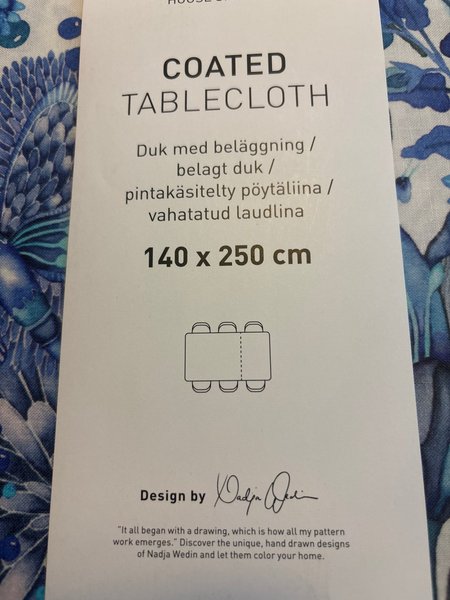 COATED
TABLECLOTH
Duk med beläggning /
belagt duk /
pintakäsitelty pöytäliina /
vahatatud laudlina
140 x 250 cm
Design by Nadja Wedin
"It all began with a drawing, which is how all my pattern
work emerges." Discover the unique, hand drawn designs
of Nadja Wedin and let them color your home.